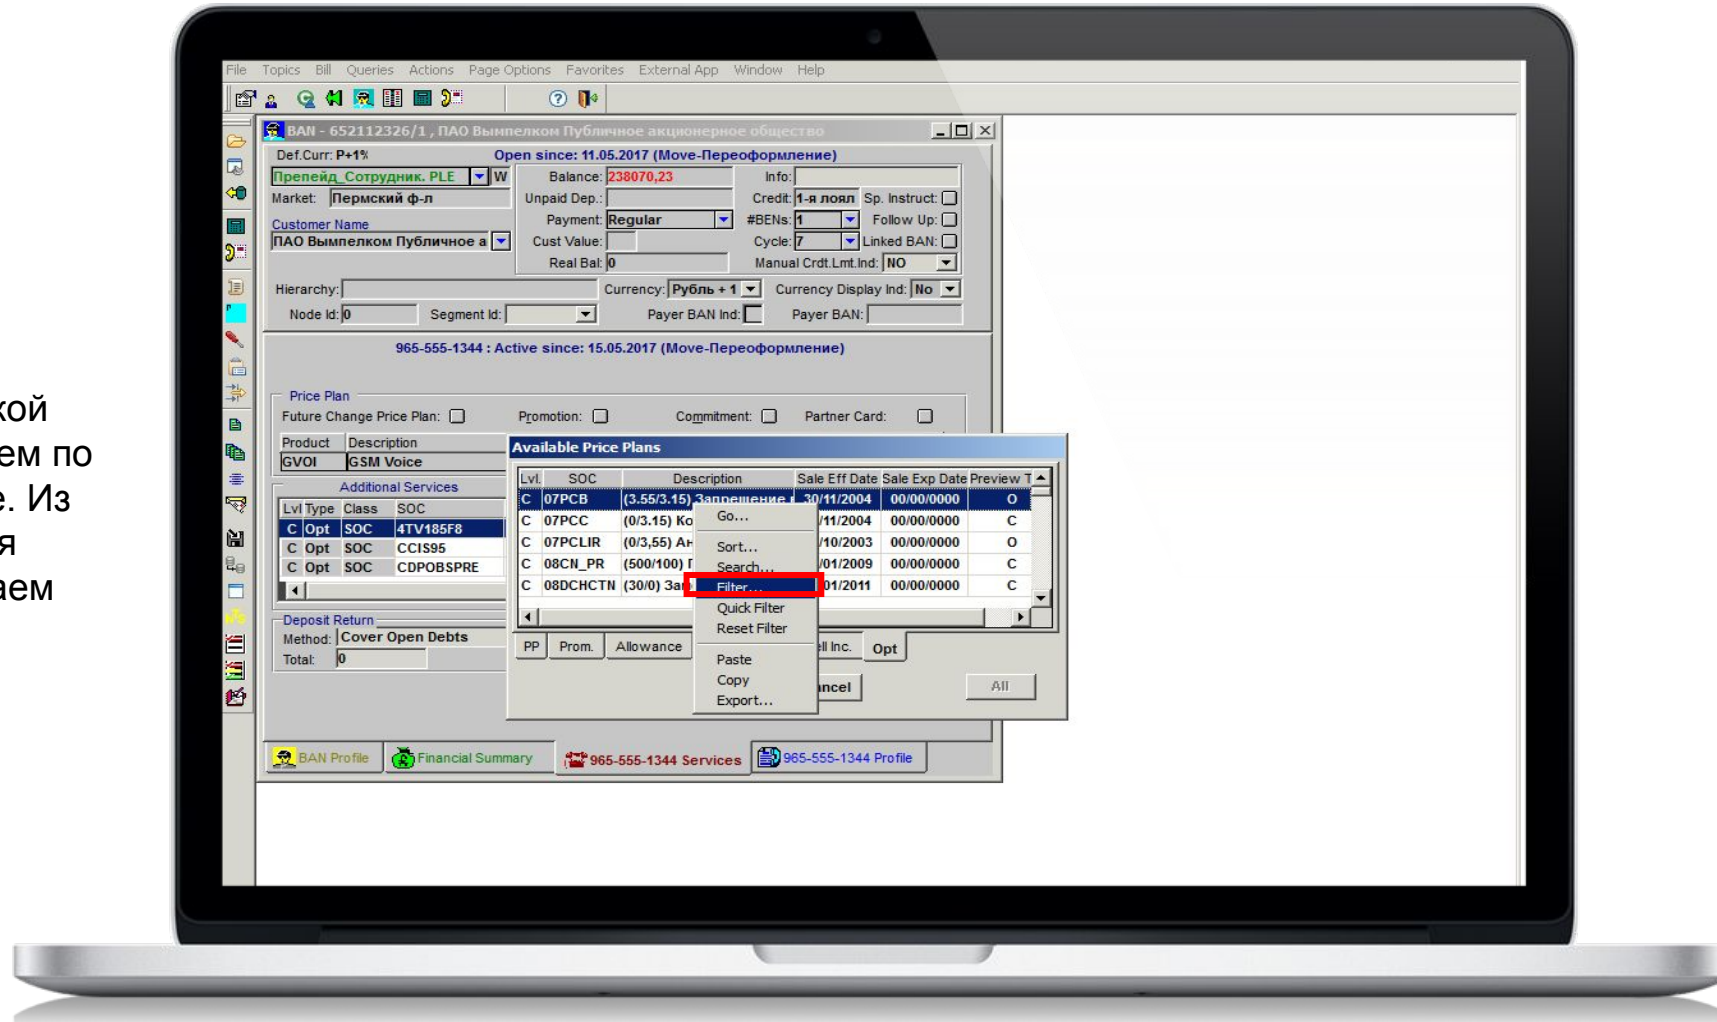 кой
ем по
е. Из
я
аем
File Topics Bill Queries Actions Page Options Favorites External App Window Help
BAN - 652112326/1 , ПАО Вымпелком Публичное акционерное общество
Def.Curr: P+1% Open since: 11.05.2017 (Move-Переоформление)
Препейд_Сотрудник. PLE W Balance: 238070,23 Info:
Market: Пермский ф-л Unpaid Dep.: Credit: 1-я лоял Sp. Instruct:
Customer Name Payment: Regular #BENs: 1 Follow Up:
ПАО Вымпелком Публичное а Cust Value: Cycle: 7 Linked BAN:
Real Bal: 0 Manual Crdt.Lmt.Ind: NO
Hierarchy: Currency: Рубль + 1 Currency Display Ind: No
Node Id: 0 Segment Id: Payer BAN Ind: Payer BAN:
965-555-1344 : Active since: 15.05.2017 (Move-Переоформление)
Price Plan
Future Change Price Plan: Promotion: Commitment: Partner Card:
Product Description
GVOI GSM Voice
Additional Services
Lvl Type Class SOC
C Opt SOC 4TV185F8
C Opt SOC CCIS95
C Opt SOC CDPOBSPRE
Deposit Return
Method: Cover Open Debts
Total: 0
Available Price Plans
Lvl. SOC Description Sale Eff Date Sale Exp Date Preview T
C 07PCB (3.55/3.15) Запрещение 30/11/2004 00/00/0000 O
C 07PCC (0/3.15) Ко /11/2004 00/00/0000 C
C 07PCLIR (0/3,55) Ан /10/2003 00/00/0000 O
C 08CN_PR (500/100) /01/2009 00/00/0000 C
C 08DCHCTN (30/0) За 01/2011 00/00/0000 C
PP Prom. Allowance ell Inc. Opt
ncel All
Go...
Sort...
Search...
Filter...
Quick Filter
Reset Filter
Paste
Copy
Export...
BAN Profile Financial Summary 965-555-1344 Services 965-555-1344 Profile